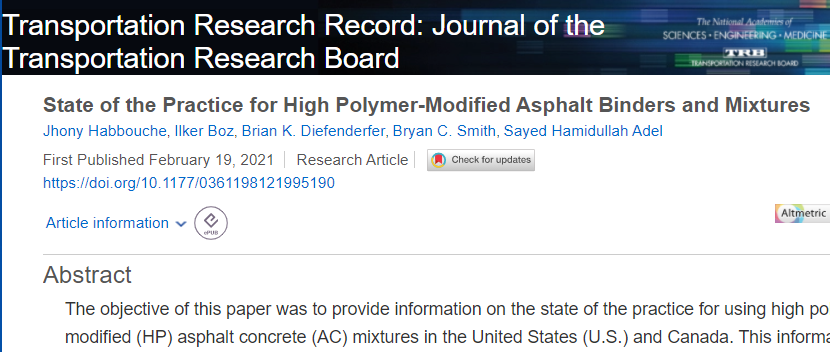 Transportation Research Record: Journal of the
Transportation Research Board
The National Academies of
SCIENCES • ENGINEERING • MEDICINE
TRB
TRANSPORTATION RESEARCH BOARD
State of the Practice for High Polymer-Modified Asphalt Binders and Mixtures
Jhony Habbouche, Ilker Boz, Brian K. Diefenderfer, Bryan C. Smith, Sayed Hamidullah Adel
First Published February 19, 2021 Research Article Check for updates
https://doi.org/10.1177/0361198121995190
Article information
ePUB
Altmetric
Abstract
The objective of this paper was to provide information on the state of the practice for using high po
modified (HP) asphalt concrete (AC) mixtures in the United States (U.S.) and Canada. This informa